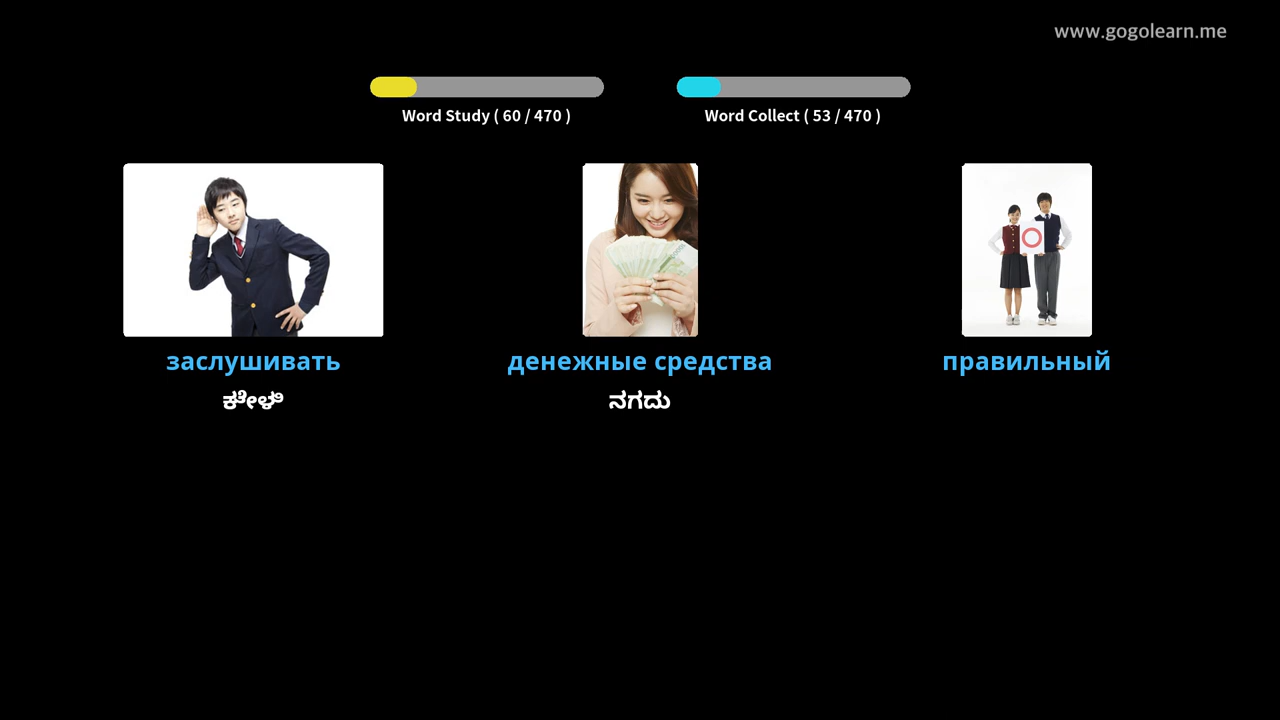 www.gogolearn.me
Word Study ( 60 / 470 )
Word Collect ( 53 / 470 )
заслушивать
денежные средства
правильный
ಕೇಳಿ
ನಗದು